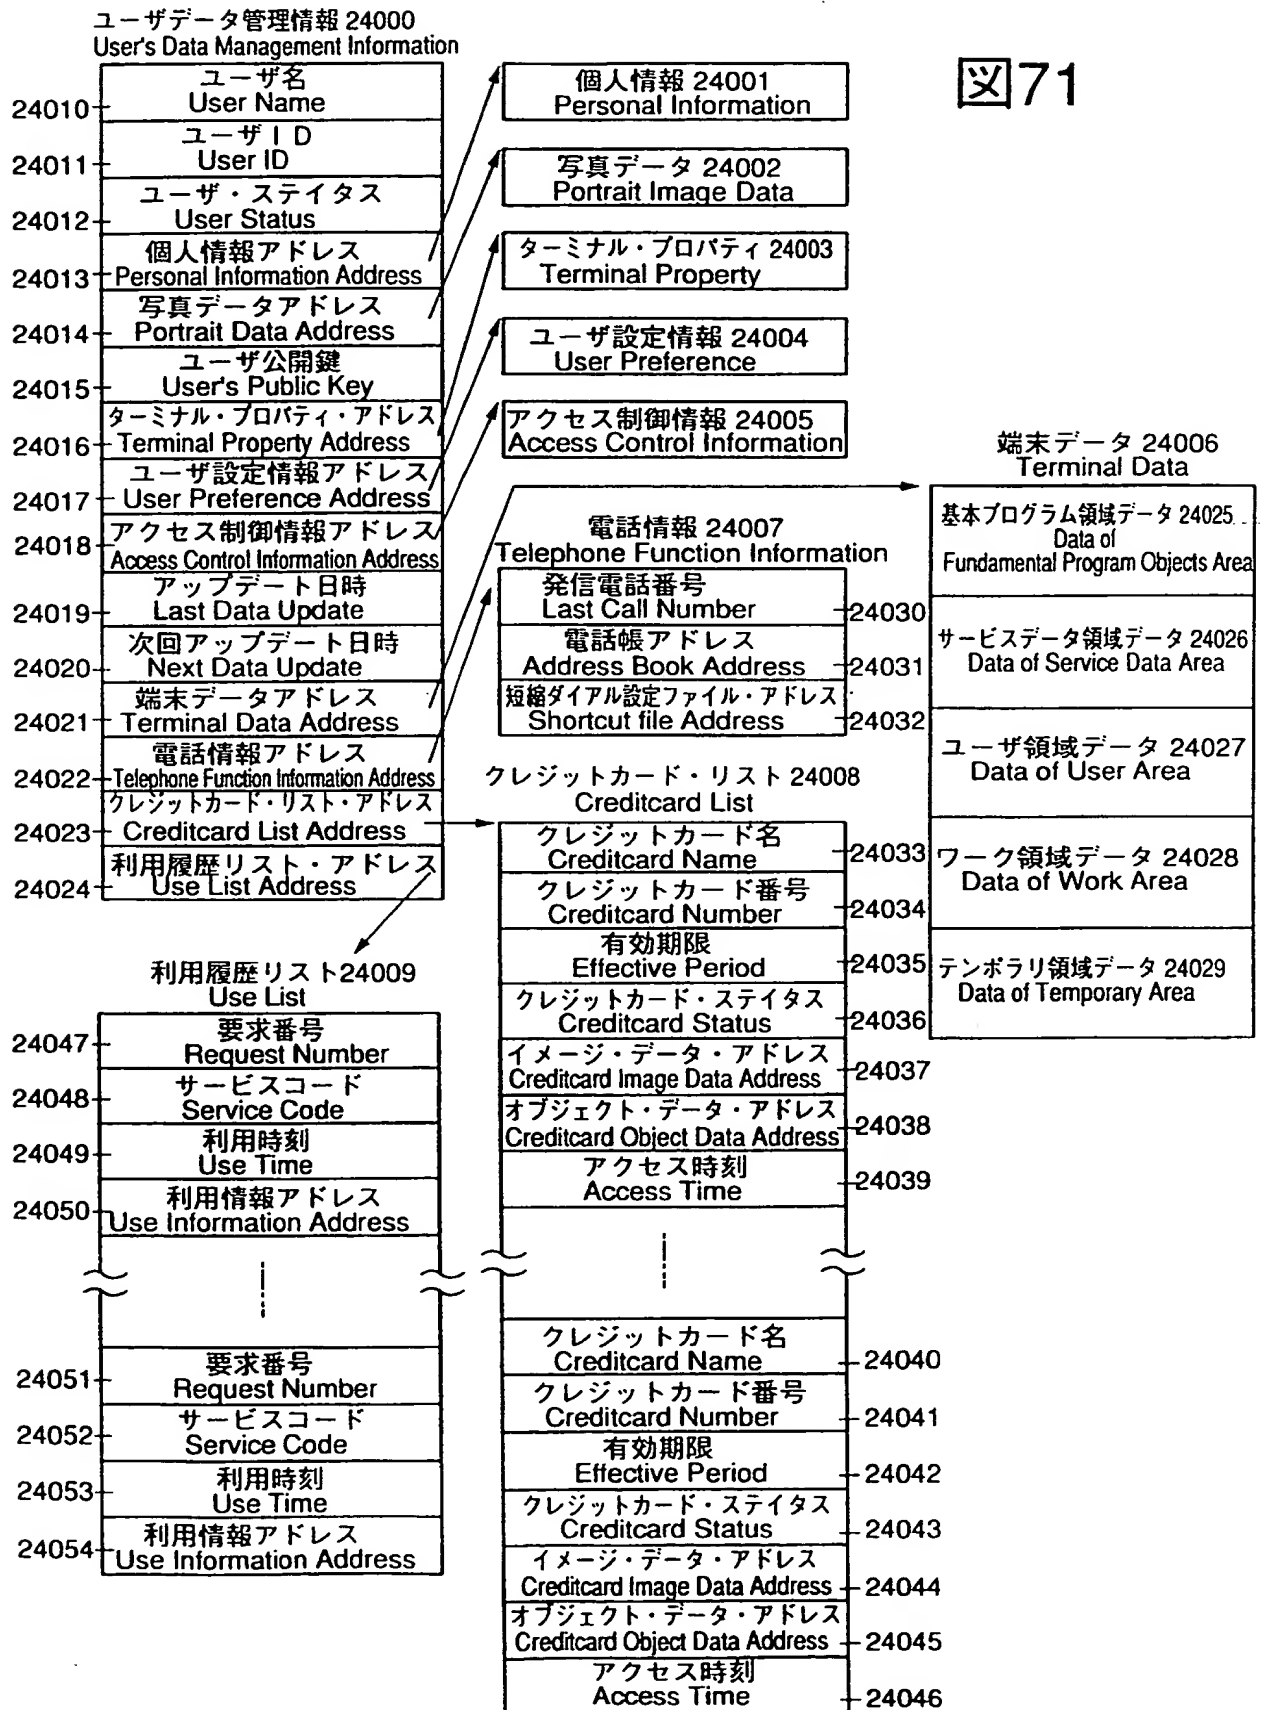 図71
ユーザデータ管理情報 24000
User's Data Management Information
ユーザ名
User Name
24010
ユーザID
User ID
24011
ユーザ・ステイタス
User Status
24012
個人情報アドレス
Personal Information Address
24013
写真データアドレス
Portrait Data Address
24014
ユーザ公開鍵
User's Public Key
24015
ターミナル・プロパティ・アドレス
Terminal Property Address
24016
ユーザ設定情報アドレス
User Preference Address
24017
アクセス制御情報アドレス
Access Control Information Address
24018
アップデート日時
Last Data Update
24019
次回アップデート日時
Next Data Update
24020
端末データアドレス
Terminal Data Address
24021
電話情報アドレス
Telephone Function Information Address
24022
クレジットカード・リスト・アドレス
Creditcard List Address
24023
利用履歴リスト・アドレス
Use List Address
24024
個人情報 24001
Personal Information
写真データ 24002
Portrait Image Data
ターミナル・プロパティ 24003
Terminal Property
ユーザ設定情報 24004
User Preference
アクセス制御情報 24005
Access Control Information
端末データ 24006
Terminal Data
基本プログラム領域データ 24025
Data of
Fundamental Program Objects Area
サービスデータ領域データ 24026
Data of Service Data Area
ユーザ領域データ 24027
Data of User Area
ワーク領域データ 24028
Data of Work Area
テンポラリ領域データ 24029
Data of Temporary Area
電話情報 24007
Telephone Function Information
発信電話番号
Last Call Number
24030
電話帳アドレス
Address Book Address
24031
短縮ダイアル設定ファイル・アドレス
Shortcut file Address
24032
クレジットカード・リスト 24008
Creditcard List
クレジットカード名
Creditcard Name
24033
クレジットカード番号
Creditcard Number
24034
有効期限
Effective Period
24035
クレジットカード・ステイタス
Creditcard Status
24036
イメージ・データ・アドレス
Creditcard Image Data Address
24037
オブジェクト・データ・アドレス
Creditcard Object Data Address
24038
アクセス時刻
Access Time
24039
クレジットカード名
Creditcard Name
24040
クレジットカード番号
Creditcard Number
24041
有効期限
Effective Period
24042
クレジットカード・ステイタス
Creditcard Status
24043
イメージ・データ・アドレス
Creditcard Image Data Address
24044
オブジェクト・データ・アドレス
Creditcard Object Data Address
24045
アクセス時刻
Access Time
24046
利用履歴リスト24009
Use List
要求番号
Request Number
24047
サービスコード
Service Code
24048
利用時刻
Use Time
24049
利用情報アドレス
Use Information Address
24050
要求番号
Request Number
24051
サービスコード
Service Code
24052
利用時刻
Use Time
24053
利用情報アドレス
Use Information Address
24054